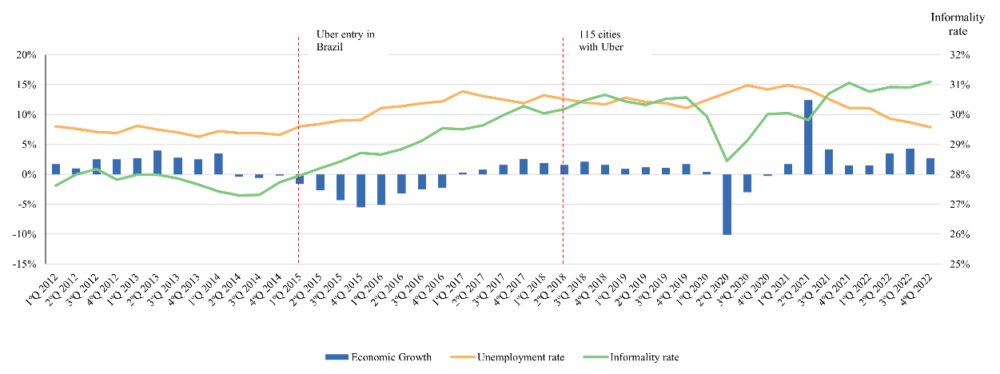 Informality
rate
Uber entry in
Brazil
115 cities
with Uber
20%
15%
10%
5%
0%
-5%
-10%
-15%
32%
31%
30%
29%
28%
27%
26%
25%
1ºQ 2012
2ºQ 2012
3ºQ 2012
4ºQ 2012
1ºQ 2013
2ºQ 2013
3ºQ 2013
4ºQ 2013
1ºQ 2014
2ºQ 2014
3ºQ 2014
4ºQ 2014
1ºQ 2015
2ºQ 2015
3ºQ 2015
4ºQ 2015
1ºQ 2016
2ºQ 2016
3ºQ 2016
4ºQ 2016
1ºQ 2017
2ºQ 2017
3ºQ 2017
4ºQ 2017
1ºQ 2018
2ºQ 2018
3ºQ 2018
4ºQ 2018
1ºQ 2019
2ºQ 2019
3ºQ 2019
4ºQ 2019
1ºQ 2020
2ºQ 2020
3ºQ 2020
4ºQ 2020
1ºQ 2021
2ºQ 2021
3ºQ 2021
4ºQ 2021
1ºQ 2022
2ºQ 2022
3ºQ 2022
4ºQ 2022
Economic Growth
Unemployment rate
Informality rate